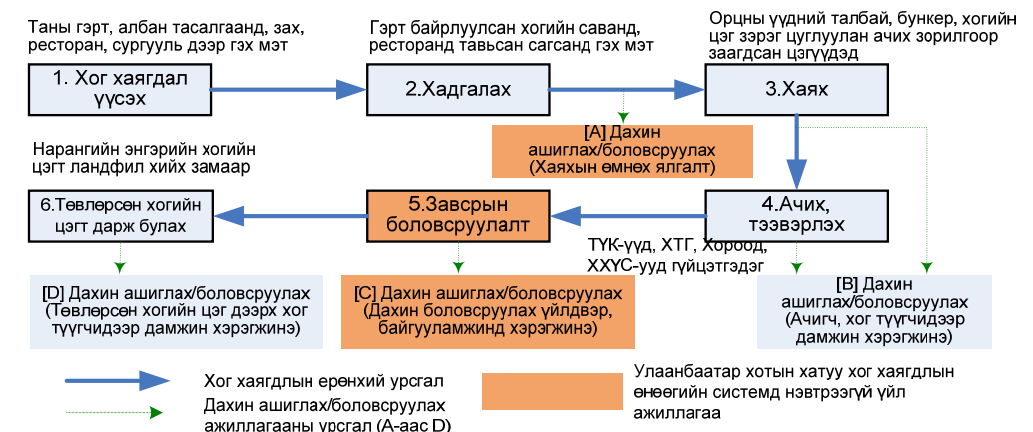 Таны гэрт, албан тасалгаанд, зах,
ресторан, сургууль дээр гэх мэт
1. Хог хаягдал
үүсэх
Гэрт байрлуулсан хогийн саванд,
ресторанд тавьсан сагсанд гэх мэт
2.Хадгалах
Орцны үүдний талбай, бункер, хогийн
цэг зэрэг цуглуулан ачих зорилгоор
заагдсан цэгүүдэд
3.Хаях
[A] Дахин
ашиглах/боловсруулах
(Хаяхын өмнөх ялгалт)
Нарангийн энгэрийн хогийн
цэгт ландфил хийх замаар
6.Төвлөрсөн хогийн
цэгт дарж булах
5.Завсрын
боловсруулалт
4.Ачих,
тээвэрлэх
ТҮК-үүд, ХТГ, Хороод,
ХХҮС-ууд гүйцэтгэдэг
[D] Дахин ашиглах/боловсруулах
(Төвлөрсөн хогийн цэг дээрх хог
түүгчидээр дамжин хэрэгжинэ)
[C] Дахин ашиглах/боловсруулах
(Дахин боловсруулах үйлдвэр,
байгууламжинд хэрэгжинэ)
[B] Дахин
ашиглах/боловсруулах
(Ачигч, хог түүгчидээр
дамжин хэрэгжинэ)
Хог хаягдлын ерөнхий урсгал
Дахин ашиглах/боловсруулах
ажиллагааны урсгал (А-аас D)
Улаанбаатар хотын хатуу хог хаягдлын
өнөөгийн системд нэвтрээгүй үйл
ажиллагаа